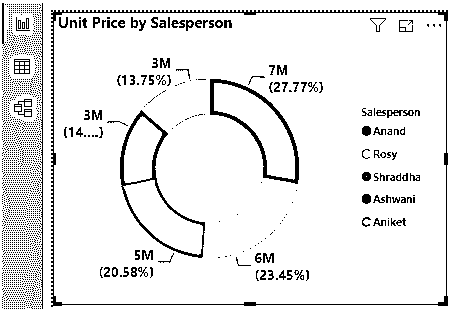 Unit Price by Salesperson
3M
(13.75%)
7M
(27.77%)
3M
(14....)
5M
(20.58%)
6M
(23.45%)
Salesperson
Anand
Rosy
Shraddha
Ashwani
Aniket